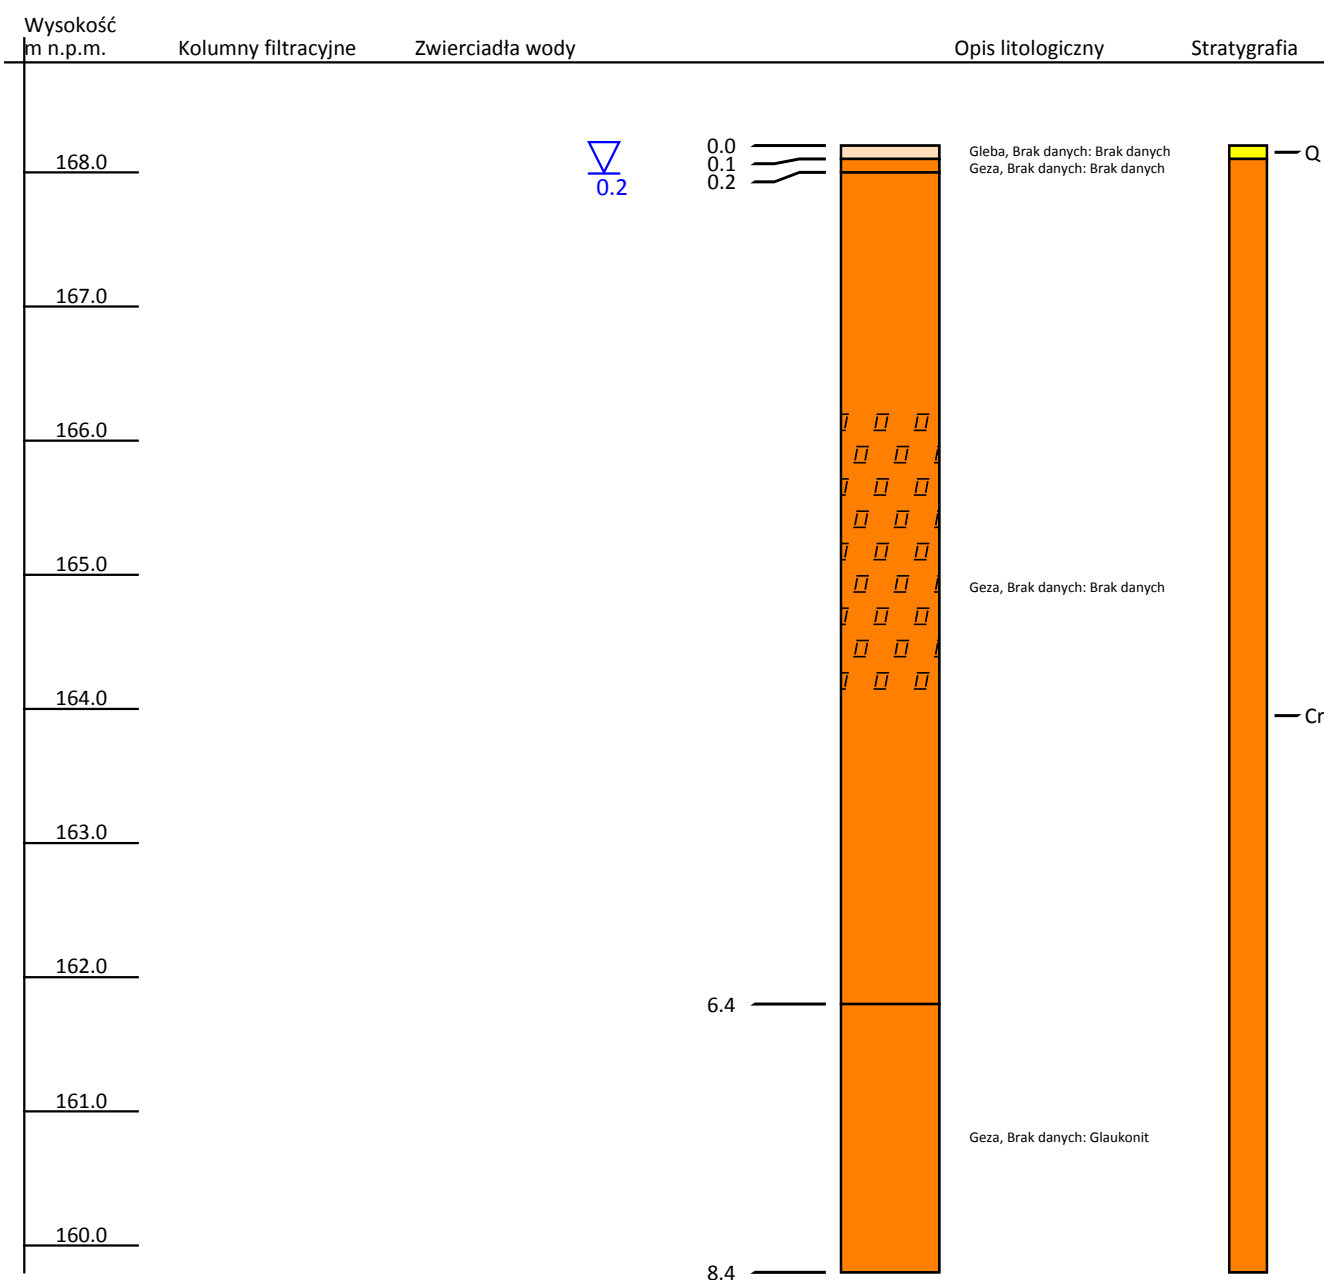 Wysokość
m n.p.m.
Kolumny filtracyjne
Zwierciadła wody
Opis litologiczny
Stratygrafia
0.0
Gleba, Brak danych: Brak danych
Q
168.0
0.1
Geza, Brak danych: Brak danych
0.2
0.2
167.0
166.0
165.0
Geza, Brak danych: Brak danych
164.0
Cr
163.0
162.0
6.4
161.0
Geza, Brak danych: Glaukonit
160.0
8.4